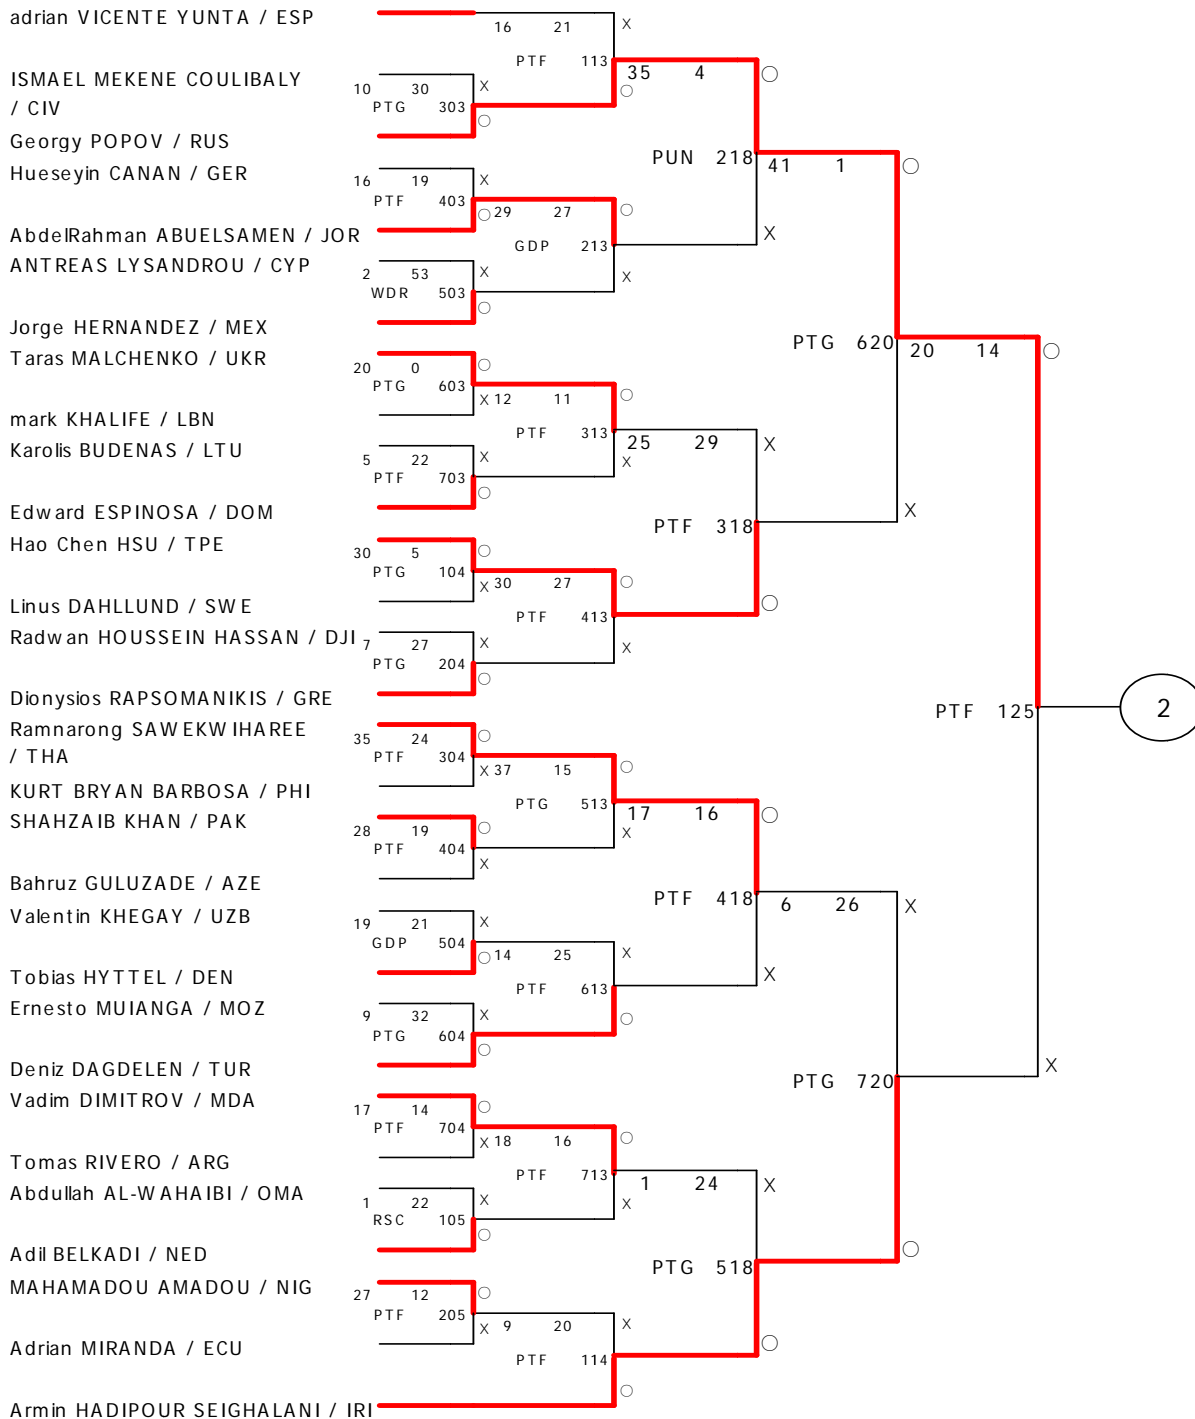 adrian VICENTE YUNTA / ESP
16 21 X
PTF 113
35 4 O
ISMAEL MEKENE COULIBALY
/ CIV
10 30 X
PTG 303
O
O
Georgy POPOV / RUS
Hueseyin CANAN / GER
PUN 218
41 1 O
16 19 X
PTF 403
O 29 27 O
AbdelRahman ABUELSAMEN / JOR
GDP 213
X
ANTREAS LYSANDROU / CYP
2 53 X
X
WDR 503
O
Jorge HERNANDEZ / MEX
PTG 620
20 14 O
Taras MALCHENKO / UKR
20 0 O
PTG 603
X 12 11 O
mark KHALIFE / LBN
PTF 313
25 29 X
Karolis BUDENAS / LTU
5 22 X
X
PTF 703
O
Edward ESPINOSA / DOM
X
PTF 318
Hao Chen HSU / TPE
30 5 O
PTG 104
X 30 27 O
Linus DAHLLUND / SWE
PTF 413
O
Radwan HOUSSEIN HASSAN / DJI
7 27 X
X
PTG 204
O
Dionysios RAPSOMANIKIS / GRE
PTF 125
2
Ramnarong SAWEKWIHAREE
/ THA
35 24 O
PTF 304
X 37 15 O
KURT BRYAN BARBOSA / PHI
PTG 513
17 16 O
SHAHZAIB KHAN / PAK
28 19 O
X
PTF 404
X
Bahruz GULUZADE / AZE
PTF 418
6 26 X
Valentin KHEGAY / UZB
19 21 X
GDP 504
O 14 25 X
Tobias HYTTEL / DEN
X
PTF 613
Ernesto MUIANGA / MOZ
9 32 X
O
PTG 604
O
Deniz DAGDELEN / TUR
X
PTG 720
Vadim DIMITROV / MDA
17 14 O
PTF 704
X 18 16 O
Tomas RIVERO / ARG
PTF 713
1 24 X
Abdullah AL-WAHAIBI / OMA
1 22 X
X
RSC 105
O
Adil BELKADI / NED
O
PTG 518
MAHAMADOU AMADOU / NIG
27 12 O
PTF 205
X 9 20 X
Adrian MIRANDA / ECU
O
PTF 114
O
Armin HADIPOUR SEIGHALANI / IRI